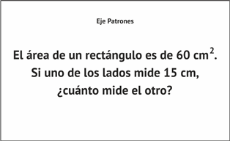 Eje Patrones
El área de un rectángulo es de 60 cm².
Si uno de los lados mide 15 cm,
¿cuánto mide el otro?